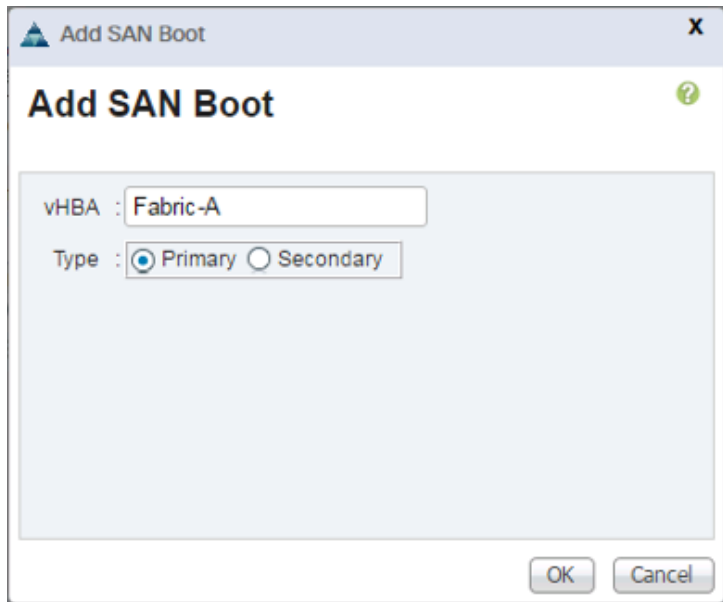 Add SAN Boot
X
Add SAN Boot
?
vHBA : Fabric-A
Type : Primary Secondary
OK Cancel